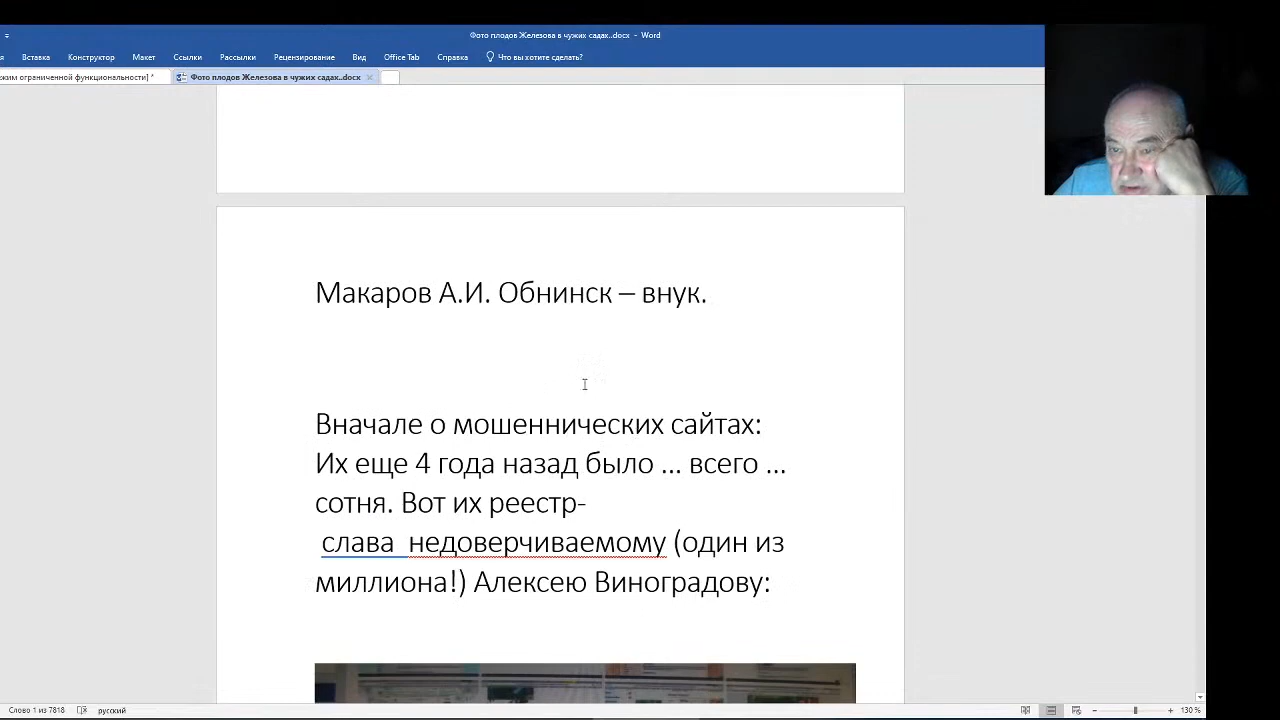 Фото плодов Железова в чужих садах..docx - Word
Вставка Конструктор Макет Ссылки Рассылки Рецензирование Вид Office Tab Справка Что вы хотите сделать?
ограниченной функциональности] * Фото плодов Железова в чужих садах..docx
Макаров А.И. Обнинск – внук.
Вначале о мошеннических сайтах:
Их еще 4 года назад было ... всего ...
сотня. Вот их реестр-
слава недоверчиваемому (один из
миллиона!) Алексею Виноградову:
Слово 1 из 7818 русский 130 %